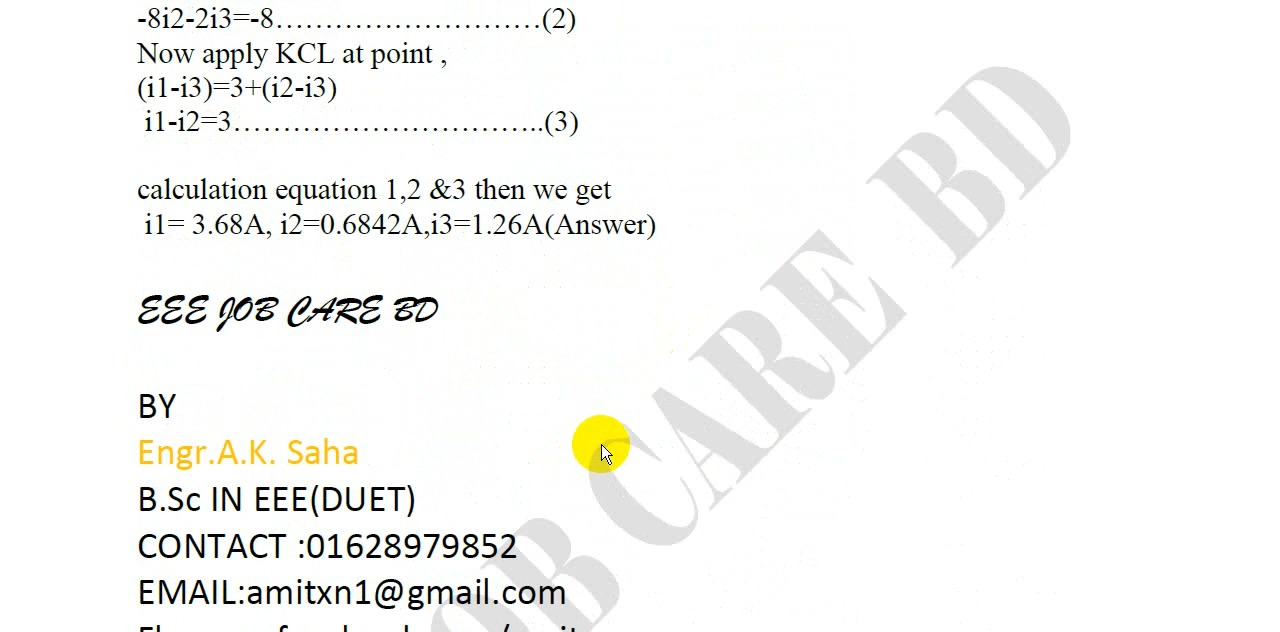 -8i2-2i3=-8………………………(2)
Now apply KCL at point ,
(i1-i3)=3+(i2-i3)
i1-i2=3…………………………..(3)
calculation equation 1,2 &3 then we get
i1= 3.68A, i2=0.6842A,i3=1.26A(Answer)
EEE JOB CARE BD
BY
Engr.A.K. Saha
B.Sc IN EEE(DUET)
CONTACT :01628979852
EMAIL:amitxn1@gmail.com
OB CARE BD